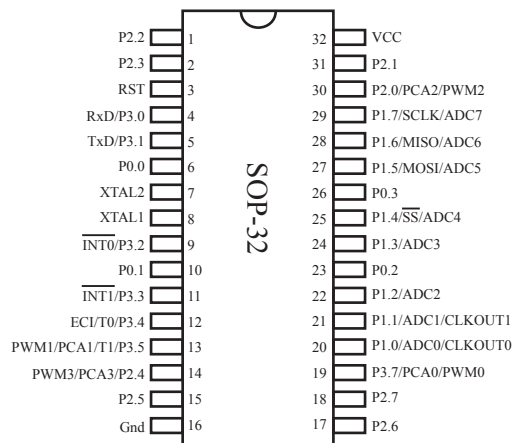 P2.2 1 32 VCC
P2.3 2 31 P2.1
RST 3 30 P2.0/PCA2/PWM2
RxD/P3.0 4 29 P1.7/SCLK/ADC7
TxD/P3.1 5 28 P1.6/MISO/ADC6
P0.0 6 27 P1.5/MOSI/ADC5
XTAL2 7 26 P0.3
XTAL1 8 25 P1.4/S̅S̅/ADC4
I̅N̅T̅0̅/P3.2 9 24 P1.3/ADC3
P0.1 10 23 P0.2
I̅N̅T̅1̅/P3.3 11 22 P1.2/ADC2
ECI/T0/P3.4 12 21 P1.1/ADC1/CLKOUT1
PWM1/PCA1/T1/P3.5 13 20 P1.0/ADC0/CLKOUT0
PWM3/PCA3/P2.4 14 19 P3.7/PCA0/PWM0
P2.5 15 18 P2.7
Gnd 16 17 P2.6
SOP-32